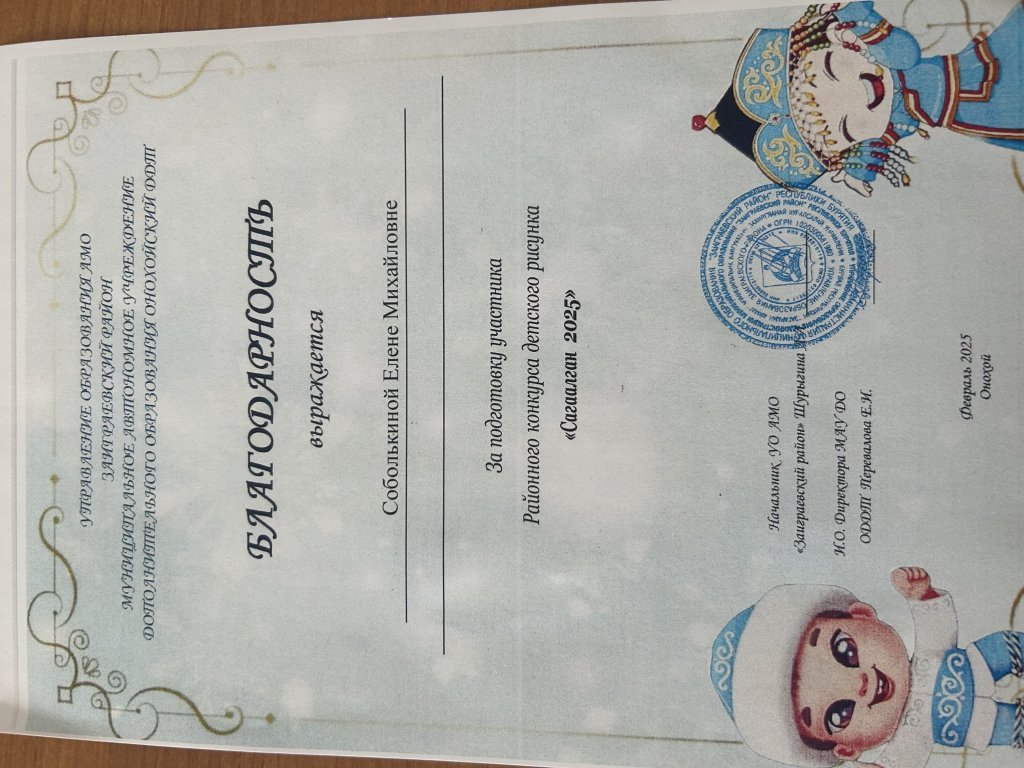 УПРАВЛЕНИЕ ОБРАЗОВАНИЯ АМО
ЗАИГРАЕВСКИЙ РАЙОН
МУНИЦИПАЛЬНОЕ АВТОНОМНОЕ УЧРЕЖДЕНИЕ
ДОПОЛНИТЕЛЬНОГО ОБРАЗОВАНИЯ ОНОХОЙСКИЙ ДДТ
БЛАГОДАРНОСТЬ
выражается
Соболькиной Елене Михайловне
За подготовку участника
Районного конкурса детского рисунка
«Сагаалган 2025»
Начальник УО АМО
«Заиграевский район» Шурыгина
И.О. Директора МАУ ДО
ОДДТ Перевалова Е.И.
Февраль 2025
Онохой